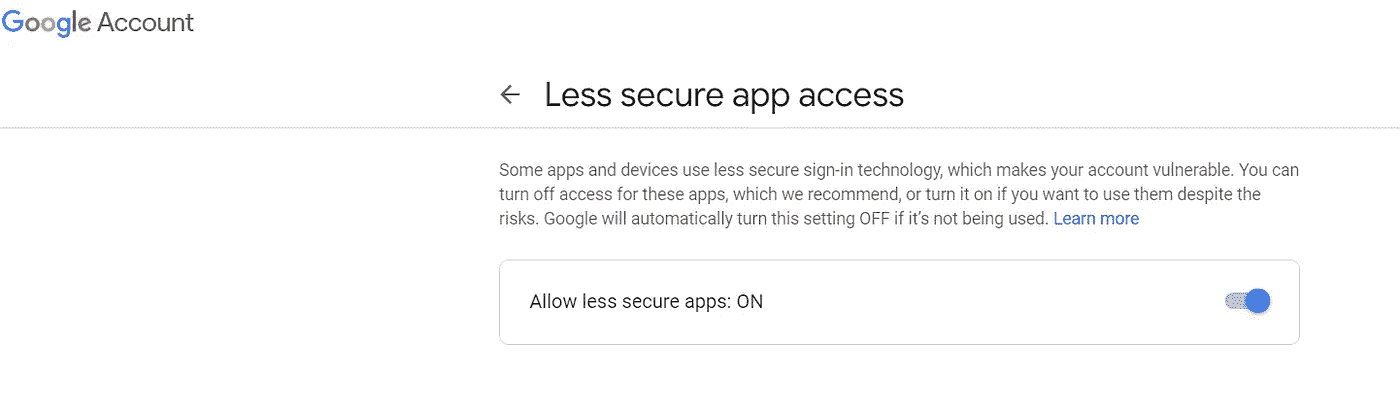 Google Account
Less secure app access
Some apps and devices use less secure sign-in technology, which makes your account vulnerable. You can
turn off access for these apps, which we recommend, or turn it on if you want to use them despite the
risks. Google will automatically turn this setting OFF if it’s not being used. Learn more
Allow less secure apps: ON